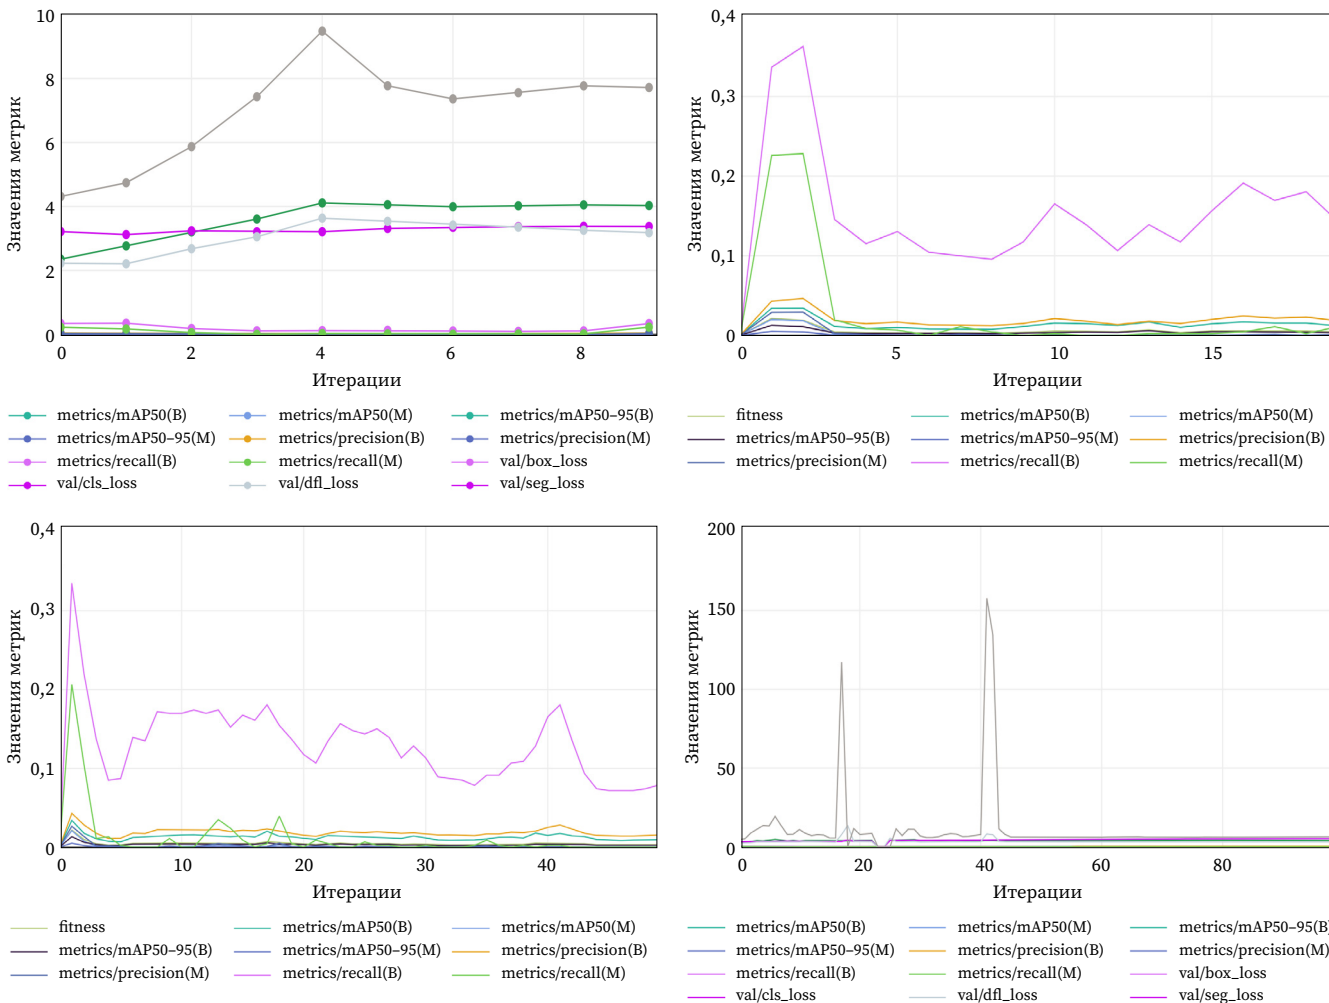 10
8
6
4
2
0
Значения метрик
0 2 4 6 8
Итерации
metrics/mAP50(B) metrics/mAP50(M) metrics/mAP50–95(B)
metrics/mAP50–95(M) metrics/precision(B) metrics/precision(M)
metrics/recall(B) metrics/recall(M) val/box_loss
val/cls_loss val/dfl_loss val/seg_loss
0,4
0,3
0,2
0,1
0
Значения метрик
0 5 10 15
Итерации
fitness metrics/mAP50(B) metrics/mAP50(M)
metrics/mAP50–95(B) metrics/mAP50–95(M) metrics/precision(B)
metrics/precision(M) metrics/recall(B) metrics/recall(M)
0,4
0,3
0,2
0,1
0
Значения метрик
0 10 20 30 40
Итерации
fitness metrics/mAP50(B) metrics/mAP50(M)
metrics/mAP50–95(B) metrics/mAP50–95(M) metrics/precision(B)
metrics/precision(M) metrics/recall(B) metrics/recall(M)
200
150
100
50
0
Значения метрик
0 20 40 60 80
Итерации
metrics/mAP50(B) metrics/mAP50(M) metrics/mAP50–95(B)
metrics/mAP50–95(M) metrics/precision(B) metrics/precision(M)
metrics/recall(B) metrics/recall(M) val/box_loss
val/cls_loss val/dfl_loss val/seg_loss